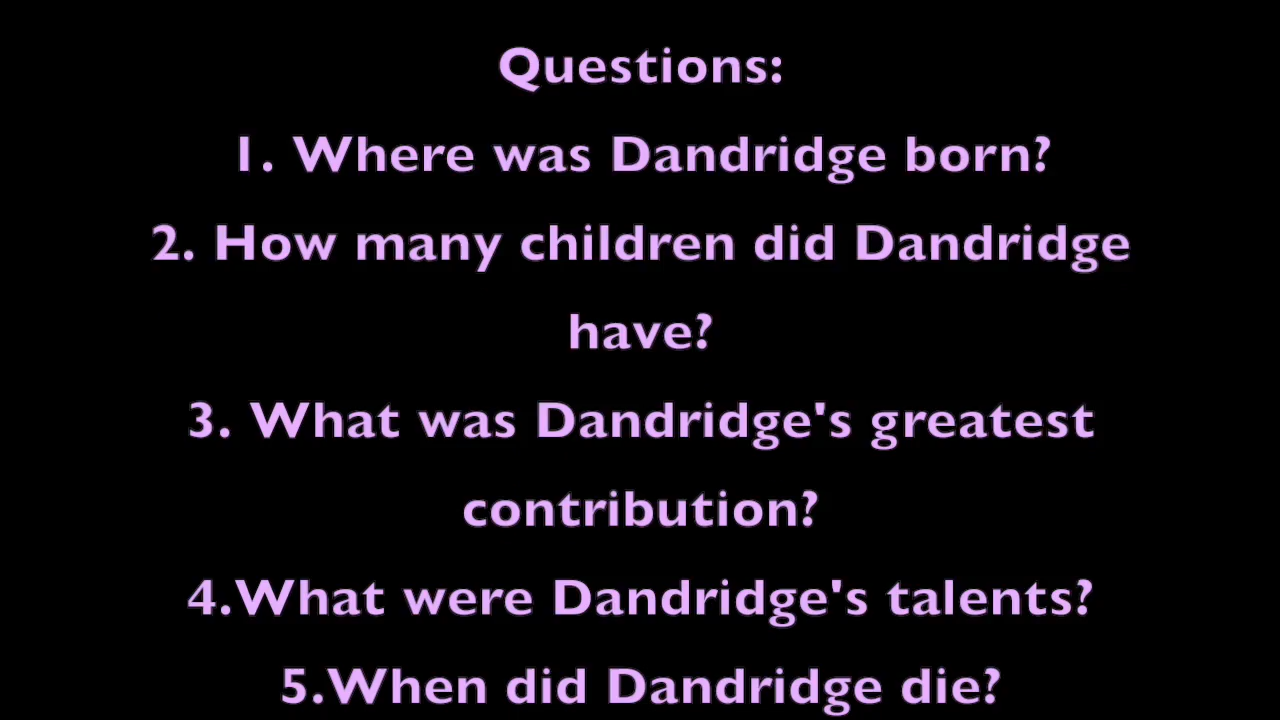 Questions:
1. Where was Dandridge born?
2. How many children did Dandridge
have?
3. What was Dandridge's greatest
contribution?
4.What were Dandridge's talents?
5.When did Dandridge die?